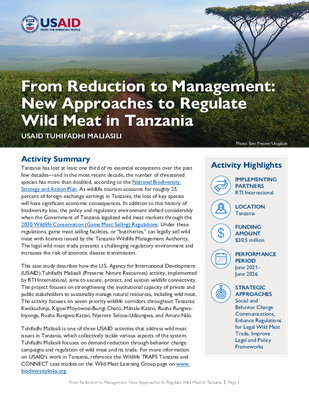 USAID
FROM THE AMERICAN PEOPLE
From Reduction to Management:
New Approaches to Regulate
Wild Meat in Tanzania
USAID TUHIFADHI MALIASILI
Photo: Sergey Pesterev/Unsplash
Activity Summary
Tanzania has lost at least one third of its essential ecosystems over the past
few decades—and in the most recent decade, the number of threatened
species has more than doubled, according to the National Biodiversity
Strategy and Action Plan. As wildlife tourism accounts for roughly 25
percent of foreign exchange earnings in Tanzania, the loss of key species
will have significant economic consequences. In addition to this history of
biodiversity loss, the policy and regulatory environment shifted considerably
when the Government of Tanzania legalized wild meat markets through the
2020 Wildlife Conservation (Game Meat Selling) Regulations. Under these
regulations, game meat selling facilities, or “butcheries,” can legally sell wild
meat with licenses issued by the Tanzania Wildlife Management Authority.
The legal wild meat trade presents a challenging regulatory environment and
increases the risk of zoonotic disease transmission.
This case study describes how the U.S. Agency for International Development
(USAID) Tuhifadhi Maliasili (Preserve Natural Resources) activity, implemented
by RTI International, aims to secure, protect, and sustain wildlife connectivity.
The project focuses on strengthening the institutional capacity of private and
public stakeholders to sustainably manage natural resources, including wild meat.
The activity focuses on seven priority wildlife corridors throughout Tanzania:
Kwakuchinja, Kigosi Moyowosi-Burigi Chato, Mahale-Katavi, Ruaha Rungwa-
Inyonga, Ruaha Rungwa-Katavi, Nyerere Selous-Udzungwa, and Amani-Nilo.
Tuhifadhi Maliasili is one of three USAID activities that address wild meat
issues in Tanzania, which collectively tackle various aspects of the system.
Tuhifadhi Maliasili focused on demand reduction through behavior change
campaigns and regulation of wild meat and its trade. For more information
on USAID’s work in Tanzania, reference the Wildlife TRAPS Tanzania and
CONNECT case studies on the Wild Meat Learning Group page on www.
biodiversitylinks.org.
Activity Highlights
IMPLEMENTING
PARTNERS
RTI International
LOCATION
Tanzania
FUNDING
AMOUNT
$30.5 million
PERFORMANCE
PERIOD
June 2021–
June 2026
STRATEGIC
APPROACHES
Social and
Behavior Change
Communications,
Enhance Regulations
for Legal Wild Meat
Trade, Improve
Legal and Policy
Frameworks
From Reduction to Management: New Approaches to Regulate Wild Meat in Tanzania | Page 1